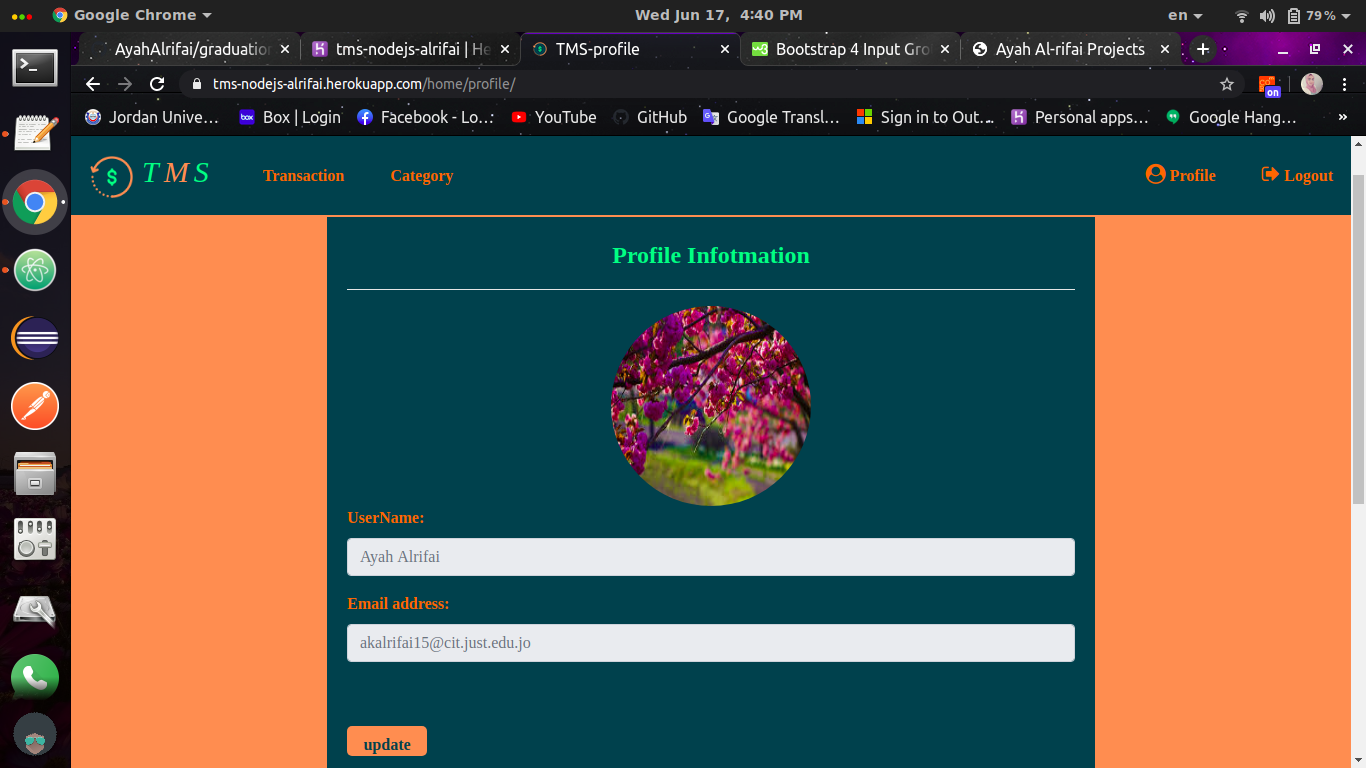 Google Chrome
Wed Jun 17, 4:40 PM
en
79%
AyahAlrifai/graduation
tms-nodejs-alrifai | He
TMS-profile
Bootstrap 4 Input Gro
Ayah Al-rifai Projects
tms-nodejs-alrifai.herokuapp.com/home/profile/
on
Jordan Unive...
box
Box | Login
Facebook - Lo...
YouTube
GitHub
Google Transl...
Sign in to Out...
Personal apps...
Google Hang...
»
$ TMS
Transaction
Category
Profile
Logout
Profile Infotmation
UserName:
Ayah Alrifai
Email address:
akalrifai15@cit.just.edu.jo
update